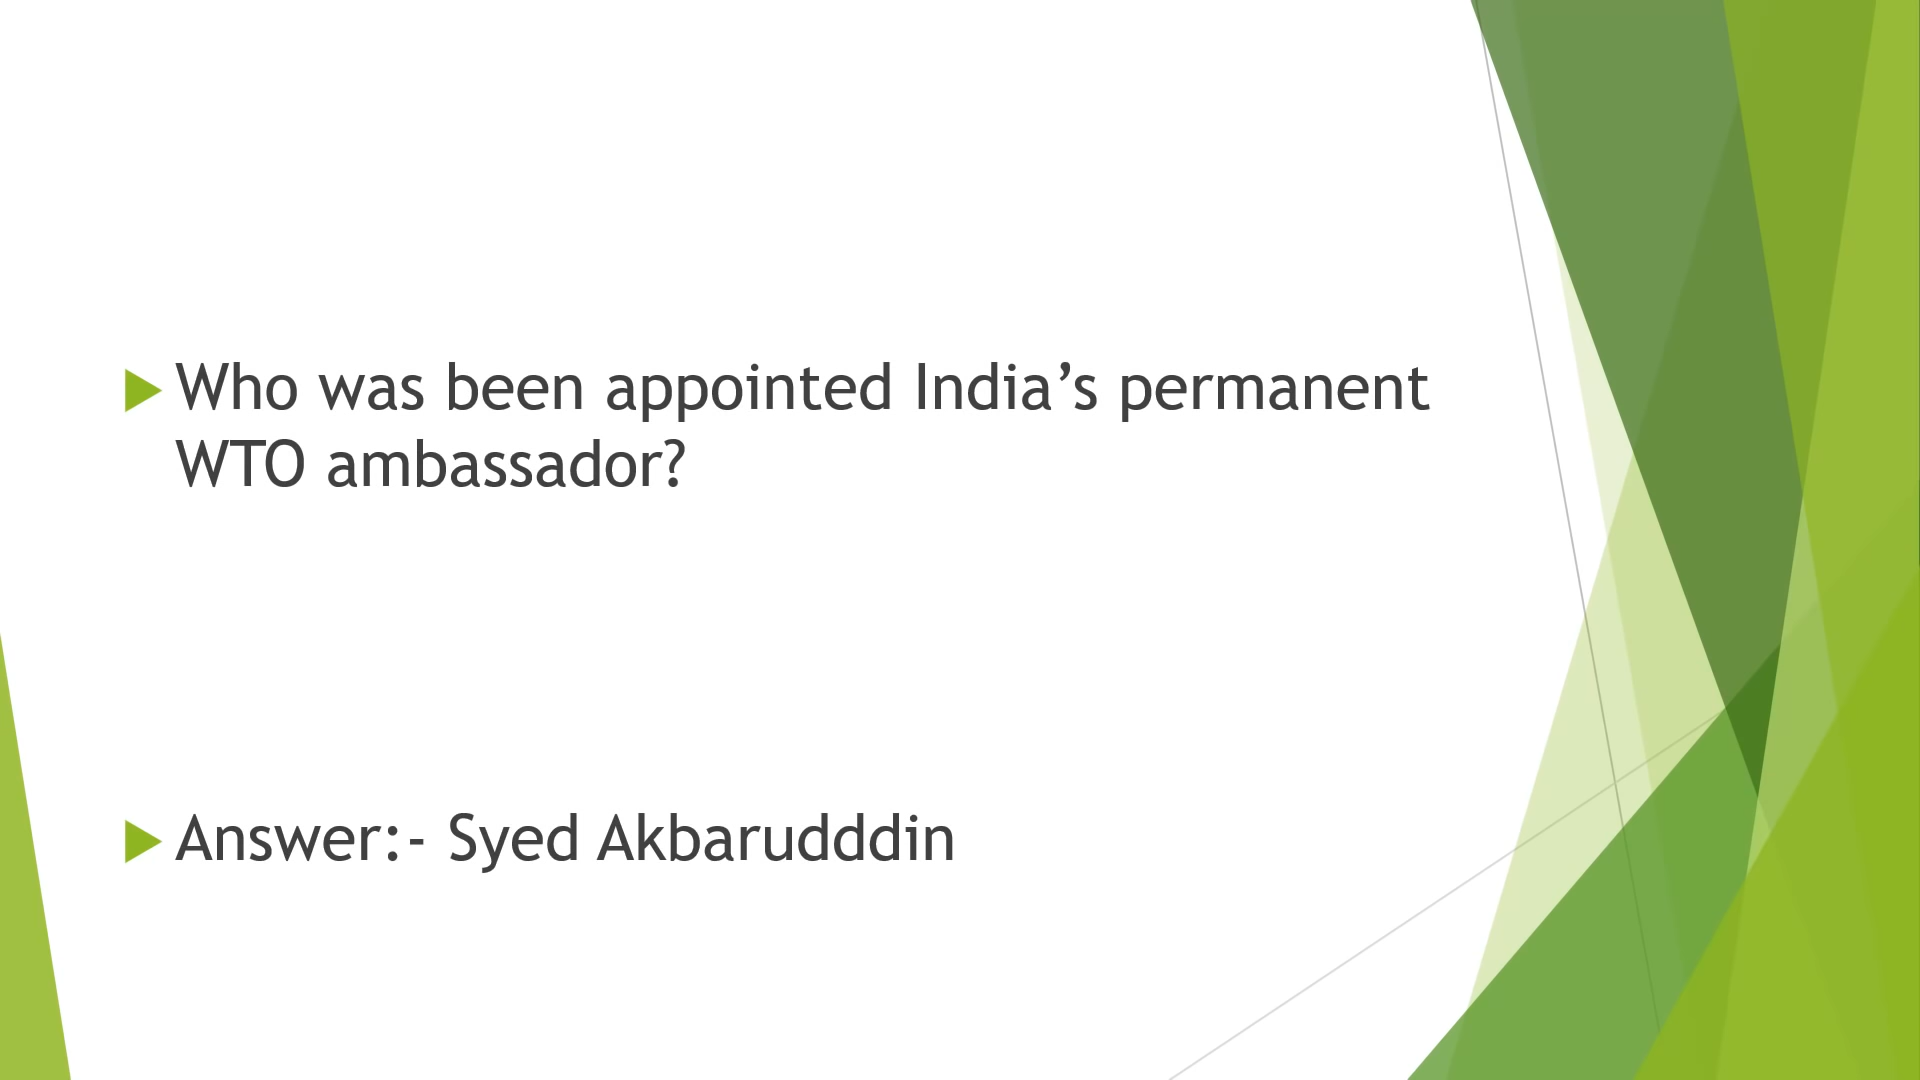 Who was been appointed India’s permanent
WTO ambassador?
Answer:- Syed Akbarudddin